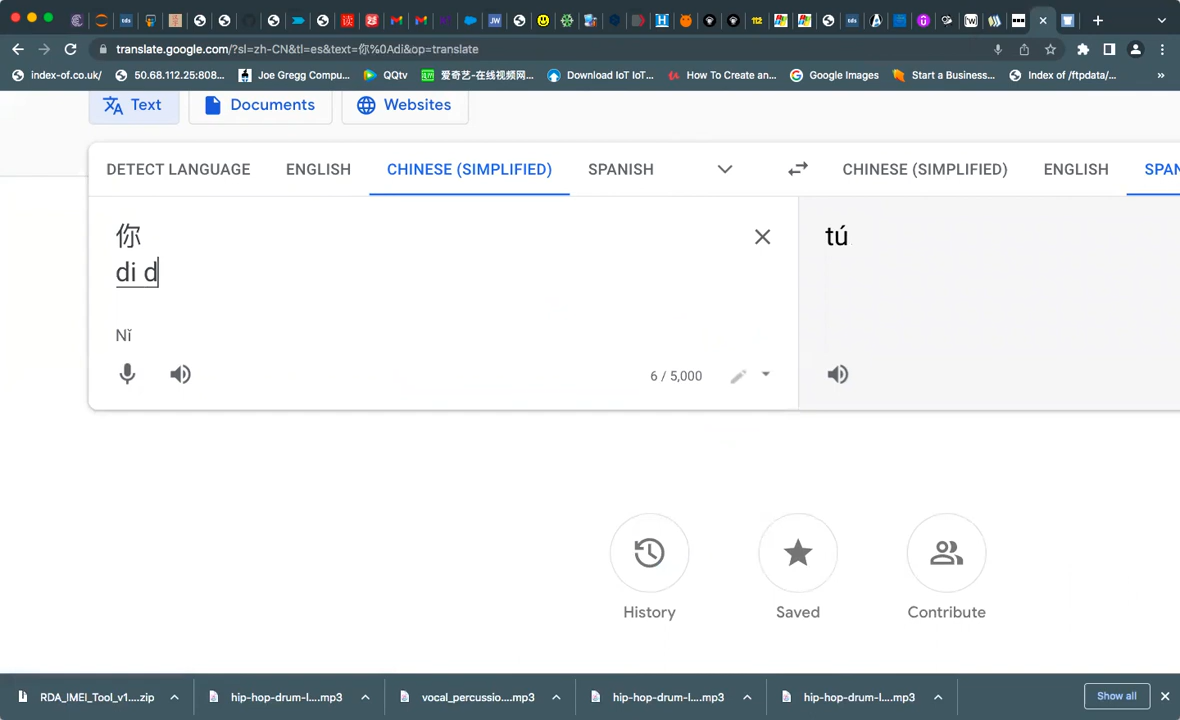 translate.google.com/?sl=zh-CN&tl=es&text=你%0Adi&op=translate
index-of.co.uk/ 50.68.112.25:808... Joe Gregg Compu... QQtv 爱奇艺-在线视频网... Download IoT IoT... How To Create an... Google Images Start a Business... Index of /ftpdata/... »
Text Documents Websites
DETECT LANGUAGE ENGLISH CHINESE (SIMPLIFIED) SPANISH CHINESE (SIMPLIFIED) ENGLISH SPAN
你 tú
di d
Nǐ
6 / 5,000
History Saved Contribute
RDA_IMEI_Tool_v1....zip hip-hop-drum-l....mp3 vocal_percussio....mp3 hip-hop-drum-l....mp3 hip-hop-drum-l....mp3 Show all